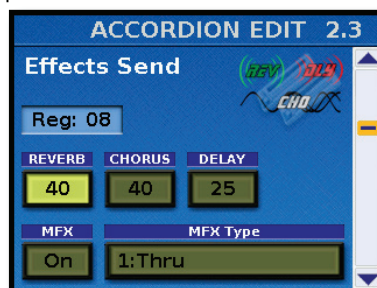 ACCORDION EDIT 2.3
Effects Send
REV DLY
CHO
Reg: 08
REVERB CHORUS DELAY
40 40 25
MFX MFX Type
On 1:Thru